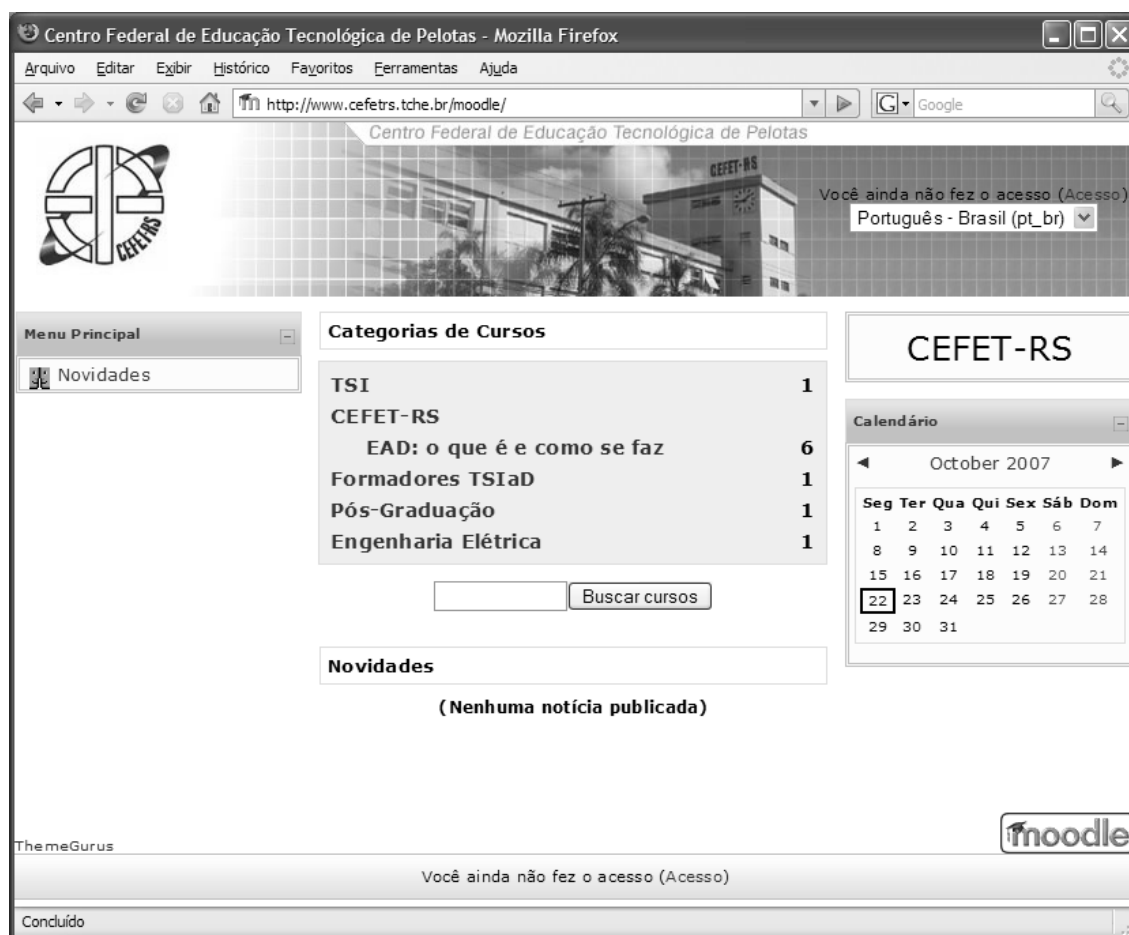 Centro Federal de Educação Tecnológica de Pelotas - Mozilla Firefox
Arquivo Editar Exibir Histórico Favoritos Ferramentas Ajuda
http://www.cefetrs.tche.br/moodle/
G Google
Centro Federal de Educação Tecnológica de Pelotas
CEFET-RS
CEFET-RS
Você ainda não fez o acesso (Acesso)
Português - Brasil (pt_br)
Menu Principal
Novidades
Categorias de Cursos
TSI 1
CEFET-RS
EAD: o que é e como se faz 6
Formadores TSIaD 1
Pós-Graduação 1
Engenharia Elétrica 1
Buscar cursos
Novidades
(Nenhuma notícia publicada)
CEFET-RS
Calendário
October 2007
Seg Ter Qua Qui Sex Sáb Dom
1 2 3 4 5 6 7
8 9 10 11 12 13 14
15 16 17 18 19 20 21
22 23 24 25 26 27 28
29 30 31
ThemeGurus
moodle
Você ainda não fez o acesso (Acesso)
Concluído